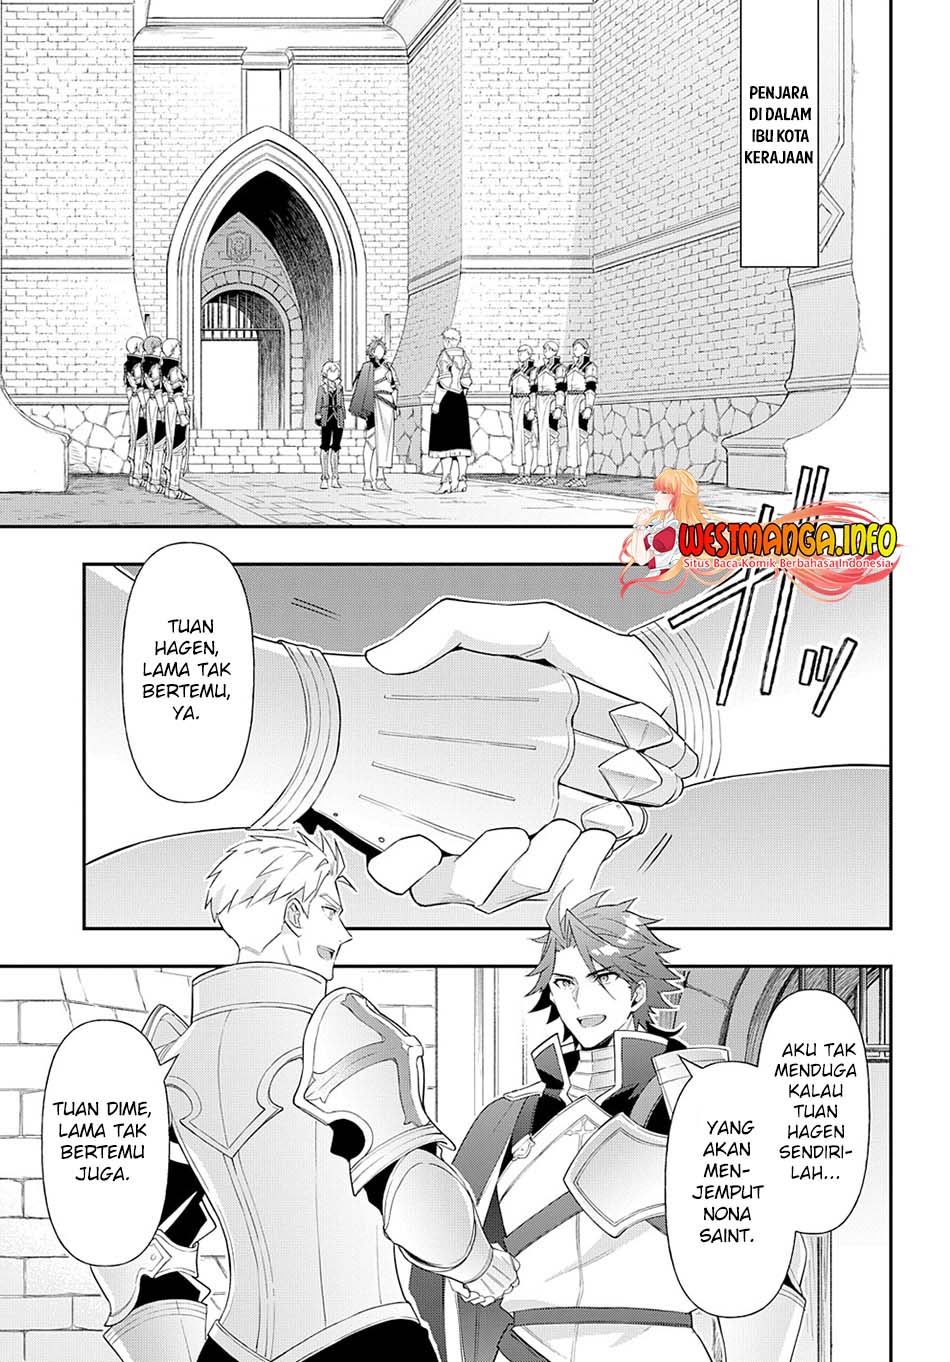 PENJARA
DI DALAM
IBU KOTA
KERAJAAN
WESTMANGA.INFO
Situs Baca Komik Berbahasa Indonesia
TUAN
HAGEN,
LAMA TAK
BERTEMU,
YA.
AKU TAK
MENDUGA
KALAU
TUAN
HAGEN
SENDIRI-
LAH...
YANG
AKAN
MEN-
JEMPUT
NONA
SAINT.
TUAN DIME,
LAMA TAK
BERTEMU
JUGA.